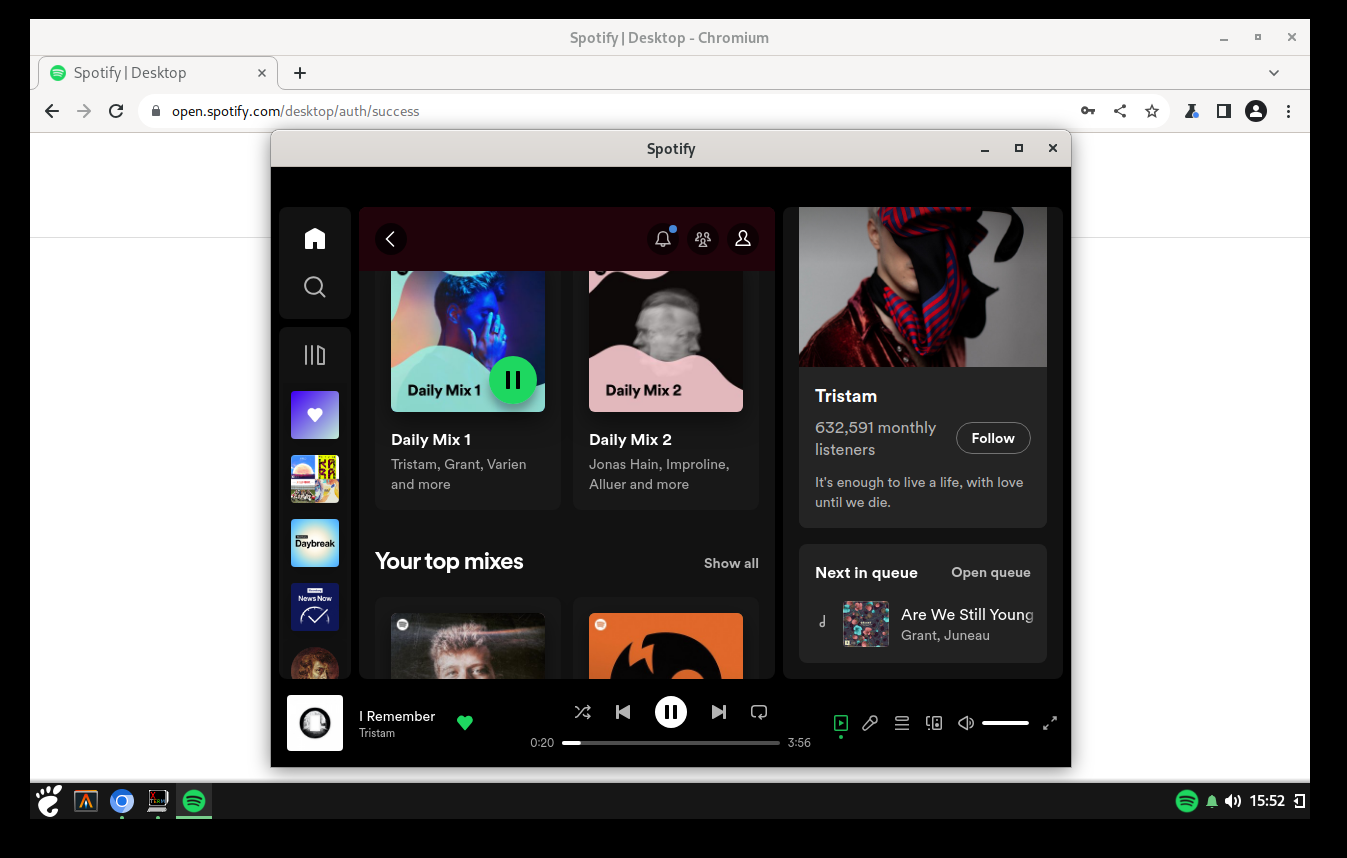 Spotify | Desktop - Chromium
Spotify | Desktop
open.spotify.com/desktop/auth/success
Spotify
Daily Mix 1
Daily Mix 2
Daily Mix 1
Tristam, Grant, Varien
and more
Daily Mix 2
Jonas Hain, Improline,
Alluer and more
Your top mixes
Show all
Daybreak
News Now
Tristam
632,591 monthly
listeners
Follow
It's enough to live a life, with love
until we die.
Next in queue
Open queue
Are We Still Young
Grant, Juneau
I Remember
Tristam
0:20
3:56
X
TERM
15:52